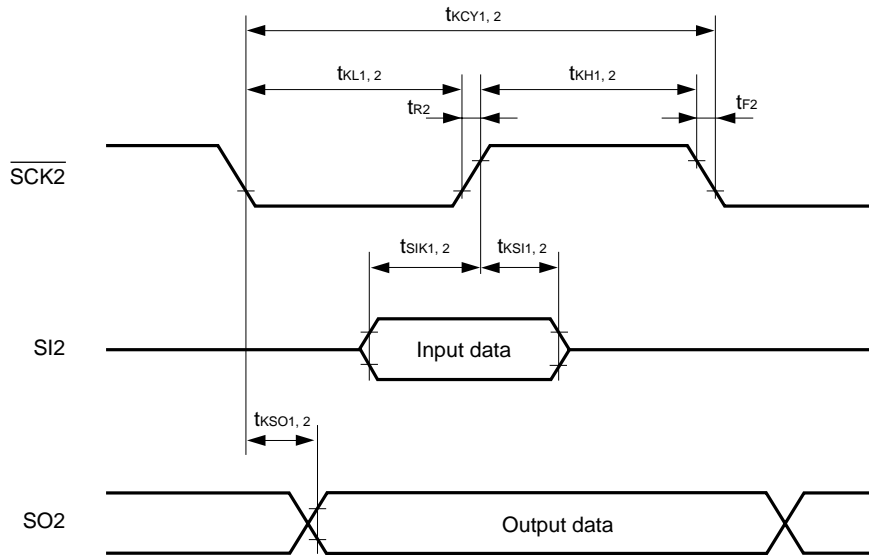 tKCY1, 2
tKL1, 2
tKH1, 2
tR2
tF2
SCK2
tSIK1, 2
tKSI1, 2
SI2
Input data
tKSO1, 2
SO2
Output data